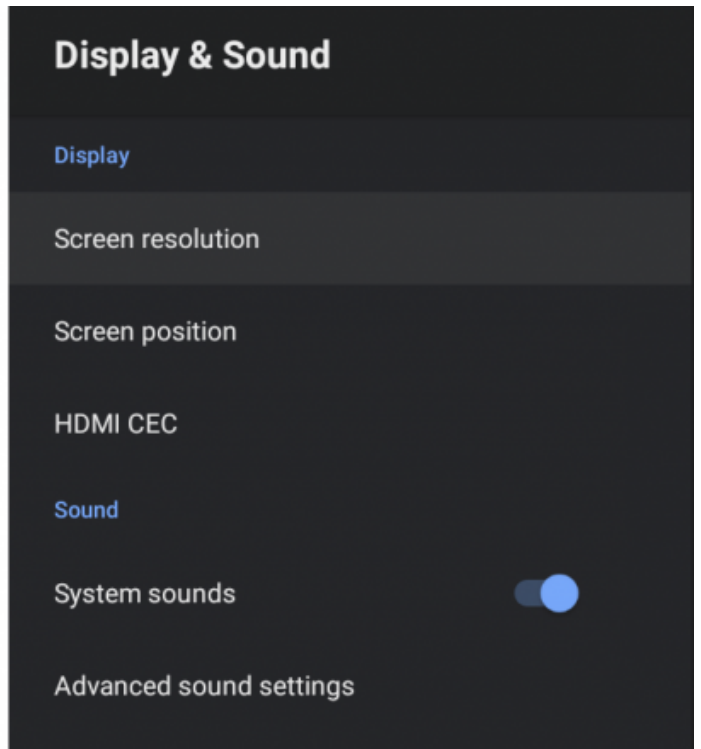 Display & Sound
Display
Screen resolution
Screen position
HDMI CEC
Sound
System sounds
Advanced sound settings